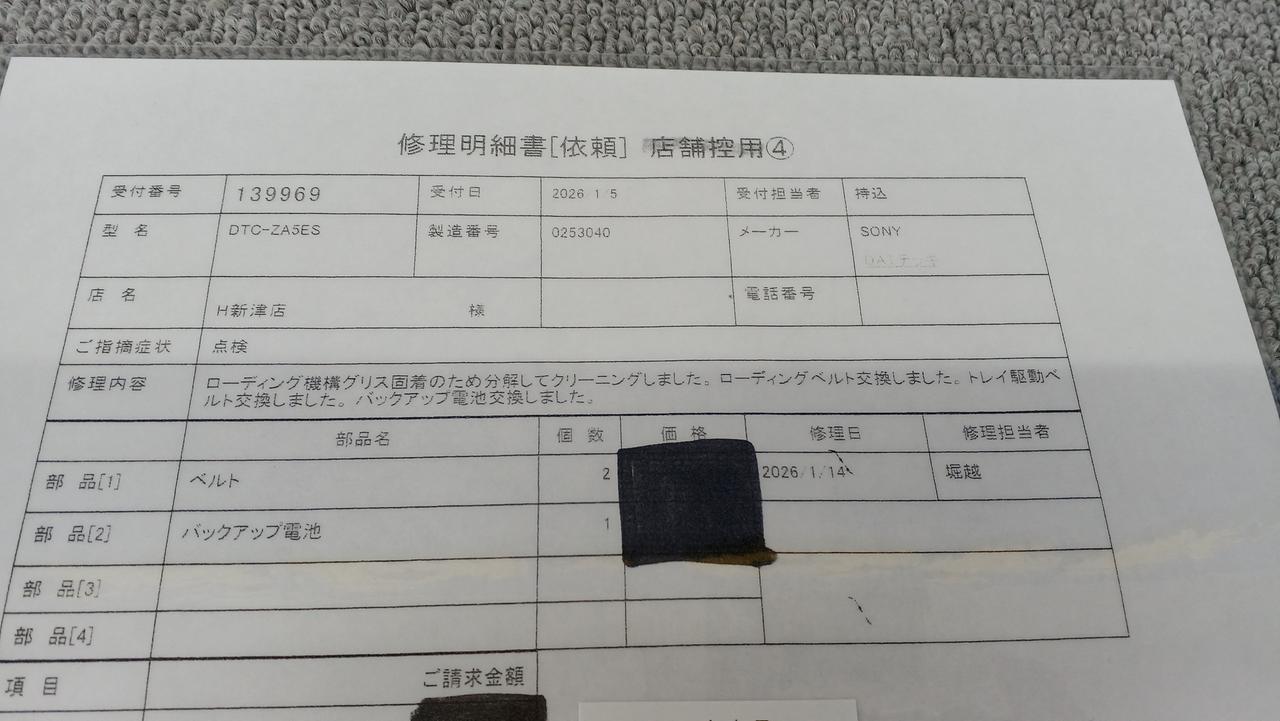 修理明細書[依頼] 店舗控用④
受付番号 139969 受付日 2026 1 5 受付担当者 持込
型 名 DTC-ZA5ES 製造番号 0253040 メーカー SONY
DATデッキ
店 名 H新津店 様 電話番号
ご指摘症状 点検
修理内容 ローディング機構グリス固着のため分解してクリーニングしました。ローディングベルト交換しました。トレイ駆動ベ
ルト交換しました。バックアップ電池交換しました。
部品名 個 数 価 格 修理日 修理担当者
部 品[1] ベルト 2 2026/1/14 堀越
部 品[2] バックアップ電池 1
部 品[3]
部 品[4]
項 目 ご請求金額